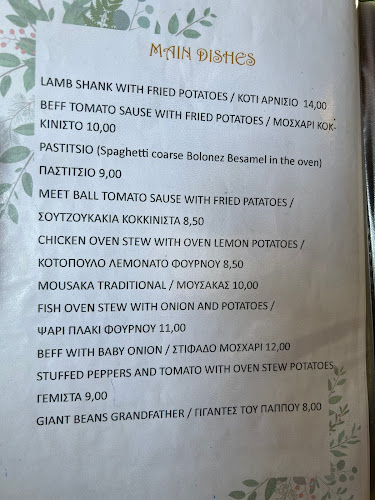 MAIN DISHES
LAMB SHANK WITH FRIED POTATOES / ΚΟΤΙ ΑΡΝΙΣΙΟ 14,00
BEFF TOMATO SAUSE WITH FRIED POTATOES / ΜΟΣΧΑΡΙ ΚΟΚ-
ΚΙΝΙΣΤΟ 10,00
PASTITSIO (Spaghetti coarse Bolonez Besamel in the oven)
ΠΑΣΤΙΤΣΙΟ 9,00
MEET BALL TOMATO SAUSE WITH FRIED PATATOES /
ΣΟΥΤΖΟΥΚΑΚΙΑ ΚΟΚΚΙΝΙΣΤΑ 8,50
CHICKEN OVEN STEW WITH OVEN LEMON POTATOES /
ΚΟΤΟΠΟΥΛΟ ΛΕΜΟΝΑΤΟ ΦΟΥΡΝΟΥ 8,50
MOUSAKA TRADITIONAL / ΜΟΥΣΑΚΑΣ 10,00
FISH OVEN STEW WITH ONION AND POTATOES /
ΨΑΡΙ ΠΛΑΚΙ ΦΟΥΡΝΟΥ 11,00
BEFF WITH BABY ONION / ΣΤΙΦΑΔΟ ΜΟΣΧΑΡΙ 12,00
STUFFED PEPPERS AND TOMATO WITH OVEN STEW POTATOES
ΓΕΜΙΣΤΑ 9,00
GIANT BEANS GRANDFATHER / ΓΙΓΑΝΤΕΣ ΤΟΥ ΠΑΠΠΟΥ 8,00